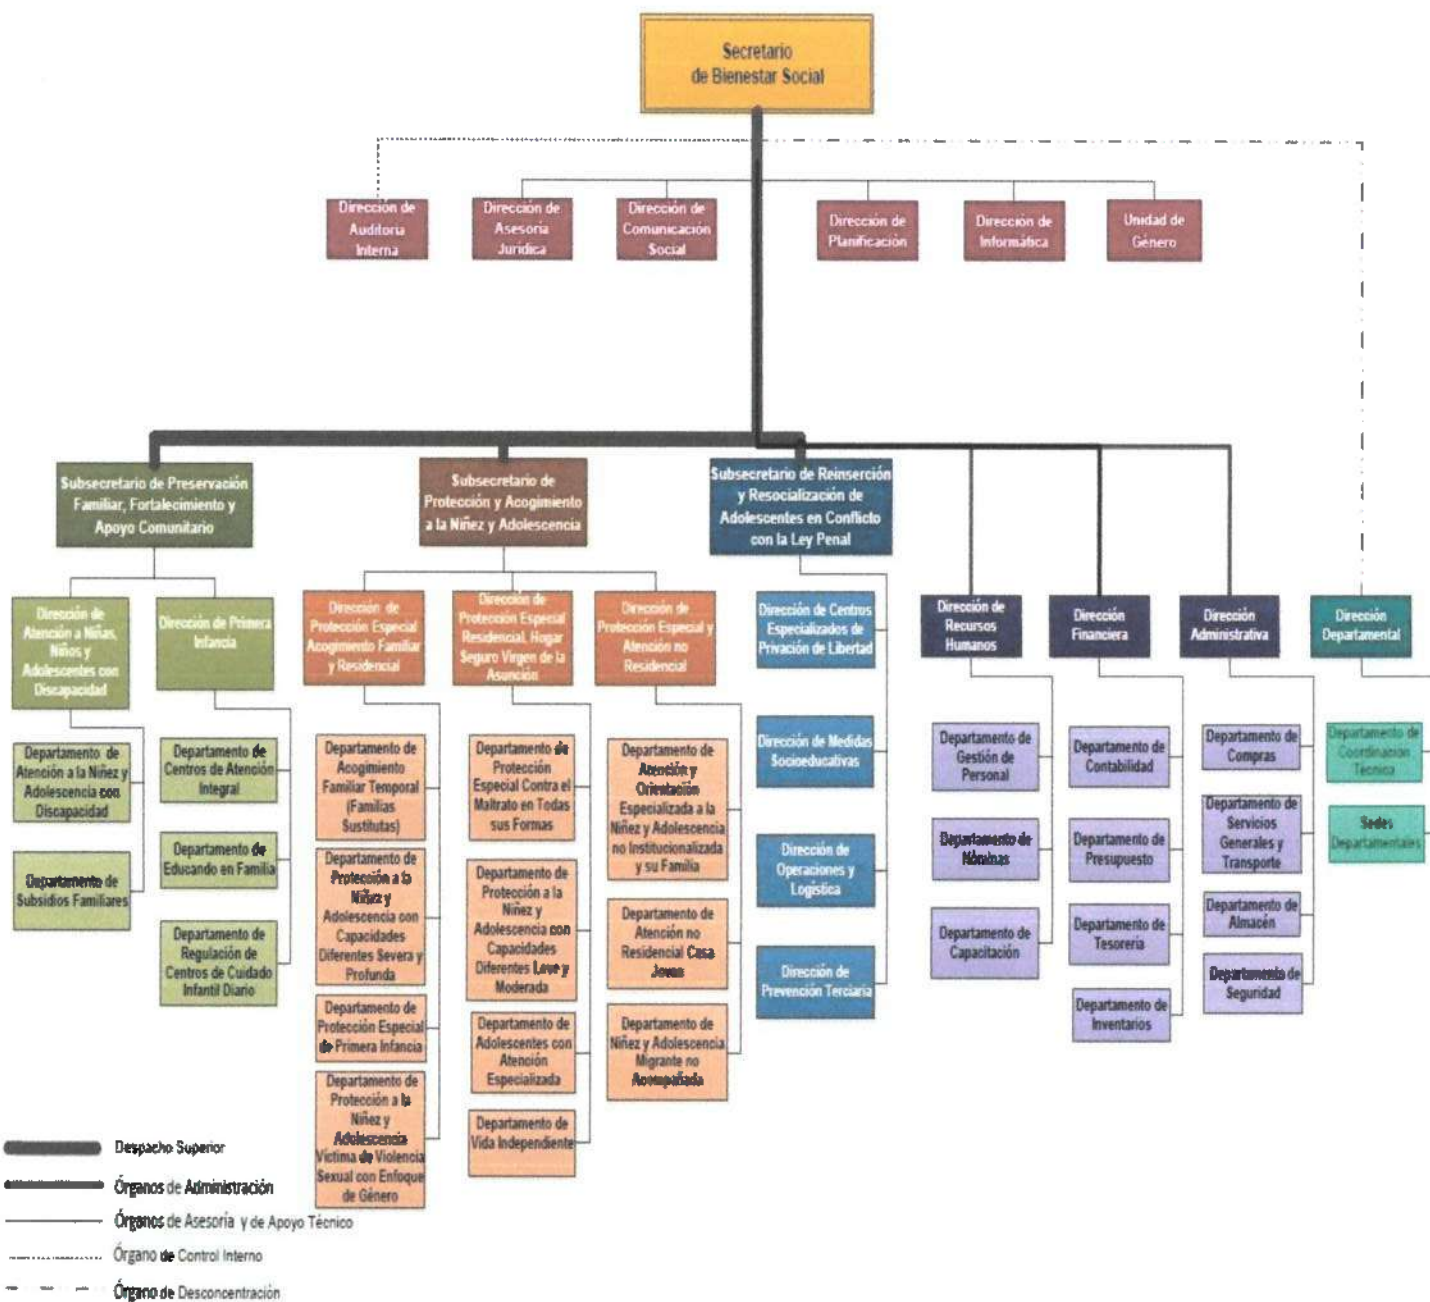 Secretario
de Bienestar Social
Dirección de
Auditoría
Interna
Dirección de
Asesoría
Jurídica
Dirección de
Comunicación
Social
Dirección de
Planificación
Dirección de
Informática
Unidad de
Género
Subsecretario de Preservación
Familiar, Fortalecimiento y
Apoyo Comunitario
Subsecretario de
Protección y Acogimiento
a la Niñez y Adolescencia
Subsecretario de Reinserción
y Resocialización de
Adolescentes en Conflicto
con la Ley Penal
Dirección de
Atención a Niñas,
Niños y
Adolescentes con
Discapacidad
Dirección de Primera
Infancia
Dirección de
Protección Especial
Acogimiento Familiar
y Residencial
Dirección de
Protección Especial
Residencial, Hogar
Seguro Virgen de la
Asunción
Dirección de
Protección Especial y
Atención no
Residencial
Dirección de Centros
Especializados de
Privación de Libertad
Dirección de
Recursos
Humanos
Dirección
Financiera
Dirección
Administrativa
Dirección
Departamental
Departamento de
Atención a la Niñez y
Adolescencia con
Discapacidad
Departamento de
Subsidios Familiares
Departamento de
Centros de Atención
Integral
Departamento de
Educando en Familia
Departamento de
Regulación de
Centros de Cuidado
Infantil Diario
Departamento de
Acogimiento
Familiar Temporal
(Familias
Sustitutas)
Departamento de
Protección a la
Niñez y
Adolescencia con
Capacidades
Diferentes Severa y
Profunda
Departamento de
Protección Especial
de Primera Infancia
Departamento de
Protección a la
Niñez y
Adolescencia
Víctima de Violencia
Sexual con Enfoque
de Género
Departamento de
Protección
Especial Contra el
Maltrato en Todas
sus Formas
Departamento de
Protección a la
Niñez y
Adolescencia con
Capacidades
Diferentes Leve y
Moderada
Departamento de
Adolescentes con
Atención
Especializada
Departamento de
Vida Independiente
Departamento de
Atención y
Orientación
Especializada a la
Niñez y Adolescencia
no Institucionalizada
y su Familia
Departamento de
Atención no
Residencial Casa
Joven
Departamento de
Niñez y Adolescencia
Migrante no
Acompañada
Dirección de Medidas
Socioeducativas
Dirección de
Operaciones y
Logística
Dirección de
Prevención Terciaria
Departamento de
Gestión de
Personal
Departamento de
Nóminas
Departamento de
Capacitación
Departamento de
Contabilidad
Departamento de
Presupuesto
Departamento de
Tesorería
Departamento de
Inventarios
Departamento de
Compras
Departamento de
Servicios
Generales y
Transporte
Departamento de
Almacén
Departamento de
Seguridad
Departamento de
Coordinación
Técnica
Sedes
Departamentales
Despacho Superior
Órganos de Administración
Órganos de Asesoría y de Apoyo Técnico
Órgano de Control Interno
Órgano de Desconcentración